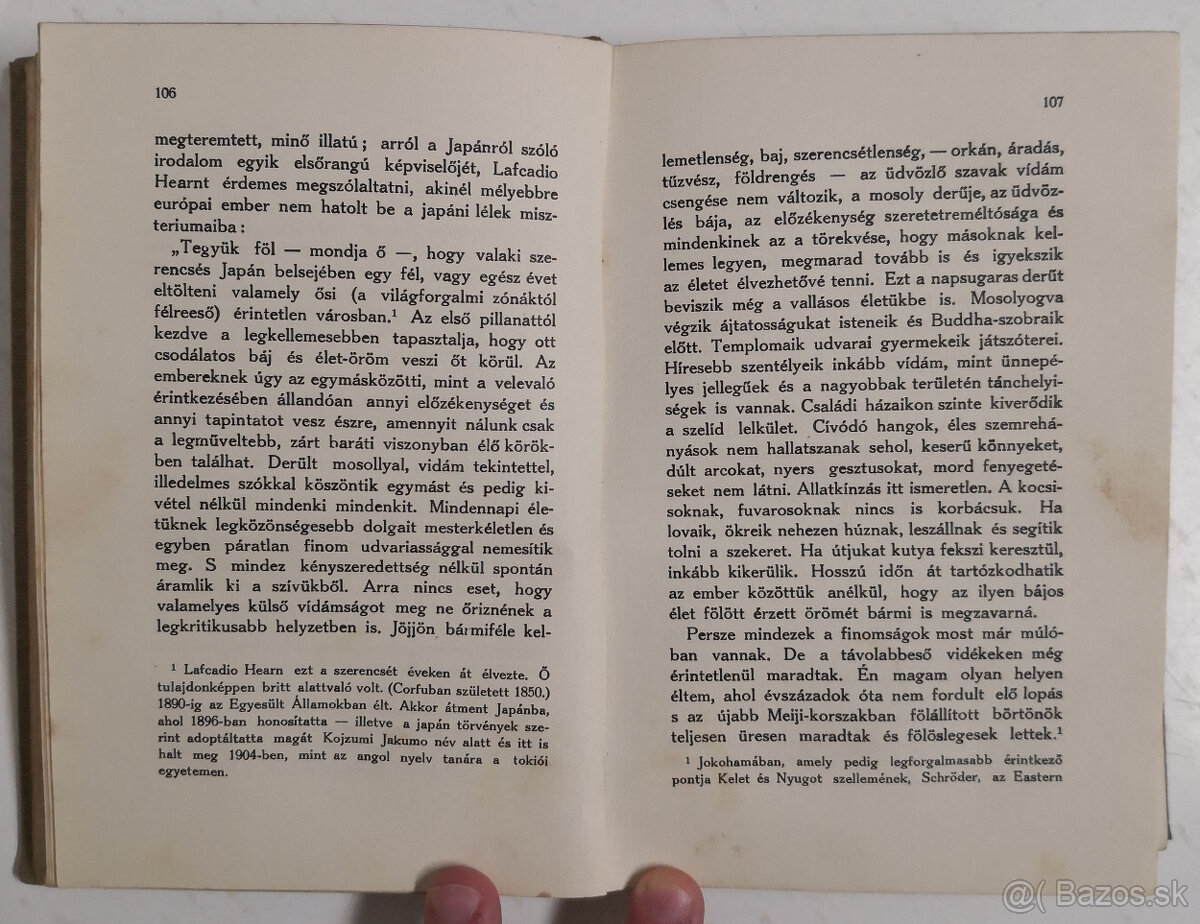 106
megteremtett, minő illatú; arról a Japánról szóló
irodalom egyik elsőrangú képviselőjét, Lafcadio
Hearnt érdemes megszólaltatni, akinél mélyebbre
európai ember nem hatolt be a japáni lélek misz-
teriumaiba:
„Tegyük föl — mondja ő —, hogy valaki sze-
rencsés Japán belsejében egy fél, vagy egész évet
eltölteni valamely ősi (a világforgalmi zónáktól
félreeső) érintetlen városban.¹ Az első pillanattól
kezdve a legkellemesebben tapasztalja, hogy ott
csodálatos báj és élet-öröm veszi őt körül. Az
embereknek úgy az egymásközötti, mint a velevaló
érintkezésében állandóan annyi előzékenységet és
annyi tapintatot vesz észre, amennyit nálunk csak
a legműveltebb, zárt baráti viszonyban élő körök-
ben találhat. Derült mosollyal, vidám tekintettel,
illedelmes szókkal köszöntik egymást és pedig ki-
vétel nélkül mindenki mindenkit. Mindennapi éle-
tüknek legközönségesebb dolgait mesterkéletlen és
egyben páratlan finom udvariassággal nemesítik
meg. S mindez kényszeredettség nélkül spontán
áramlik ki a szívükből. Arra nincs eset, hogy
valamelyes külső vídámságot meg ne őriznének a
legkritikusabb helyzetben is. Jöjjön bármiféle kel-
¹ Lafcadio Hearn ezt a szerencsét éveken át élvezte. Ő
tulajdonképpen britt alattvaló volt. (Corfuban született 1850.)
1890-ig az Egyesült Államokban élt. Akkor átment Japánba,
ahol 1896-ban honosítatta — illetve a japán törvények sze-
rint adoptáltatta magát Kojzumi Jakumo név alatt és itt is
halt meg 1904-ben, mint az angol nyelv tanára a tokiói
egyetemen.
107
lemetlenség, baj, szerencsétlenség, — orkán, áradás,
tűzvész, földrengés — az üdvözlő szavak vídám
csengése nem változik, a mosoly derűje, az üdvöz-
lés bája, az előzékenység szeretetreméltósága és
mindenkinek az a törekvése, hogy másoknak kel-
lemes legyen, megmarad tovább is és igyekszik
az életet élvezhetővé tenni. Ezt a napsugaras derűt
beviszik még a vallásos életükbe is. Mosolyogva
végzik ájtatosságukat isteneik és Buddha-szobraik
előtt. Templomaik udvarai gyermekeik játszóterei.
Híresebb szentélyeik inkább vídám, mint ünnepé-
lyes jellegűek és a nagyobbak területén tánchelyi-
ségek is vannak. Családi házaikon szinte kiverődik
a szelíd lelkület. Cívódó hangok, éles szemrehá-
nyások nem hallatszanak sehol, keserű könnyeket,
dúlt arcokat, nyers gesztusokat, mord fenyegeté-
seket nem látni. Allatkínzás itt ismeretlen. A kocsi-
soknak, fuvarosoknak nincs is korbácsuk. Ha
lovaik, ökreik nehezen húznak, leszállnak és segítik
tolni a szekeret. Ha útjukat kutya fekszi keresztül,
inkább kikerülik. Hosszú időn át tartózkodhatik
az ember közöttük anélkül, hogy az ilyen bájos
élet fölött érzett örömét bármi is megzavarná.
Persze mindezek a finomságok most már múló-
ban vannak. De a távolabbeső vidékeken még
érintetlenül maradtak. Én magam olyan helyen
éltem, ahol évszázadok óta nem fordult elő lopás
s az újabb Meiji-korszakban fölállított börtönök
teljesen üresen maradtak és fölöslegesek lettek.¹
¹ Jokohamában, amely pedig legforgalmasabb érintkező
pontja Kelet és Nyugot szellemének, Schröder, az Eastern
@( Bazos.sk